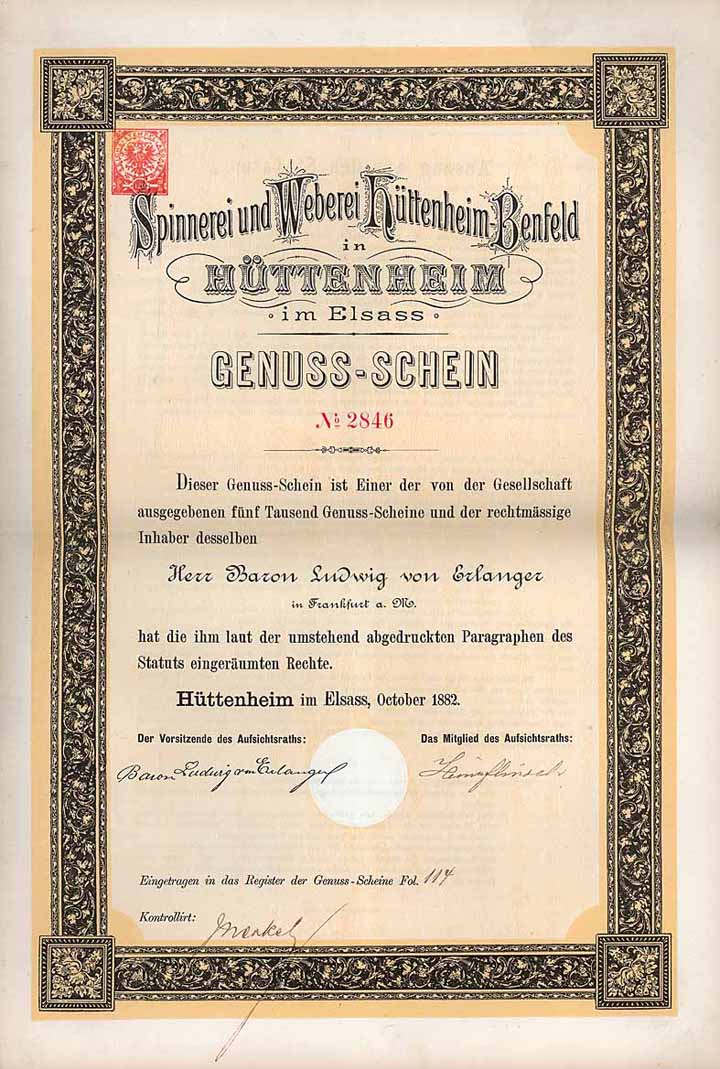 Spinnerei und Weberei Hüttenheim-Benfeld
in
HÜTTENHEIM
im Elsass
GENUSS-SCHEIN
No 2846
Dieser Genuss-Schein ist Einer der von der Gesellschaft
ausgegebenen fünf Tausend Genuss-Scheine und der rechtmässige
Inhaber desselben
Herr Baron Ludwig von Erlanger
in Frankfurt a. M.
hat die ihm laut der umstehend abgedruckten Paragraphen des
Statuts eingeräumten Rechte.
Hüttenheim im Elsass, October 1882.
Der Vorsitzende des Aufsichtsraths:
Das Mitglied des Aufsichtsraths:
Baron Ludwig von Erlanger
Eingetragen in das Register der Genuss-Scheine Fol. 114
Kontrollirt: